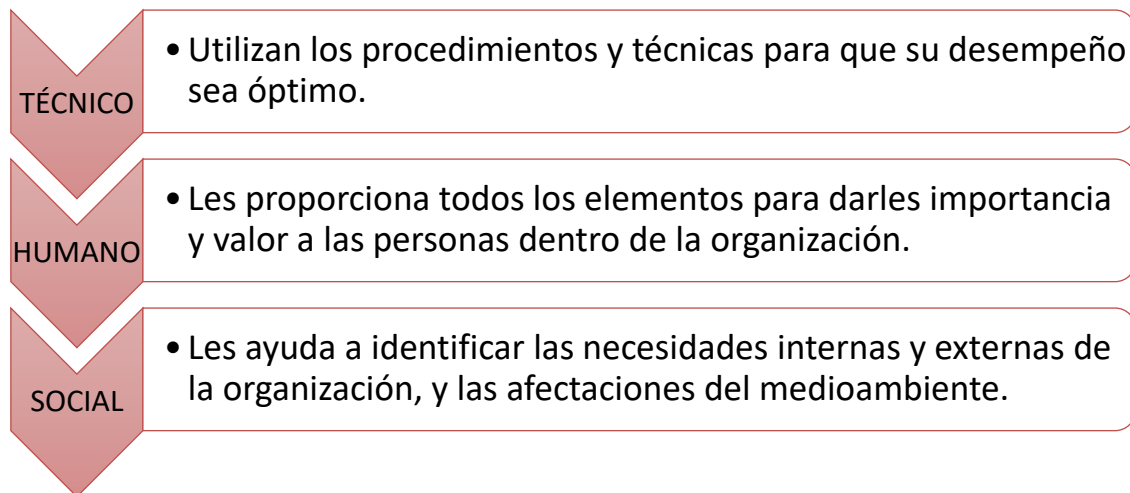 TÉCNICO
• Utilizan los procedimientos y técnicas para que su desempeño
sea óptimo.
HUMANO
• Les proporciona todos los elementos para darles importancia
y valor a las personas dentro de la organización.
SOCIAL
• Les ayuda a identificar las necesidades internas y externas de
la organización, y las afectaciones del medioambiente.